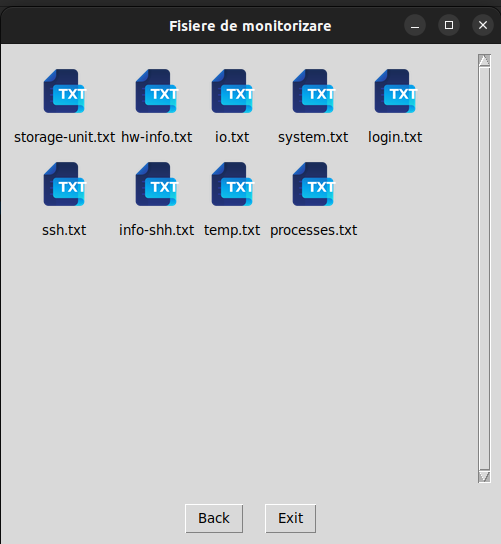 Fisiere de monitorizare
TXT TXT TXT TXT TXT
storage-unit.txt hw-info.txt io.txt system.txt login.txt
TXT TXT TXT TXT
ssh.txt info-shh.txt temp.txt processes.txt
Back Exit